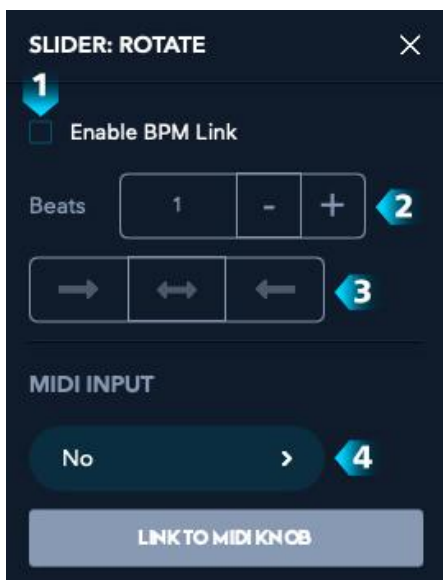 SLIDER: ROTATE
1
Enable BPM Link
Beats 1 - + 2
3
MIDI INPUT
No 4
LINK TO MIDI KNOB